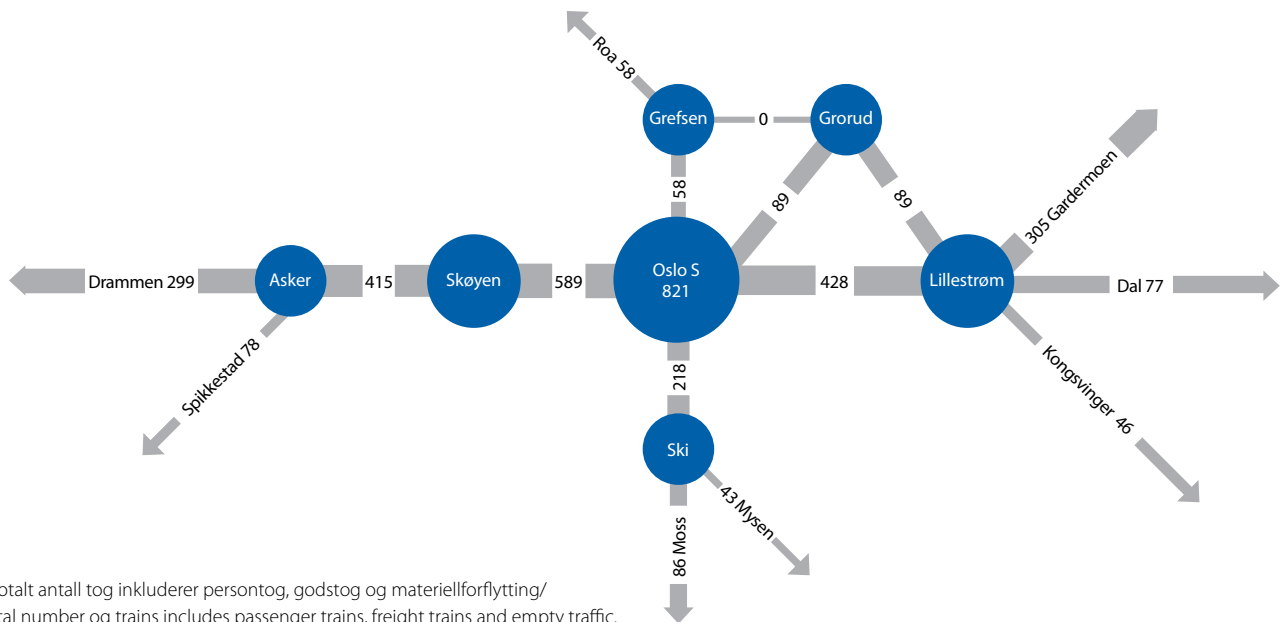 Roa 58
Grefsen
0
Grorud
58
89
89
305 Gardermoen
Drammen 299
Asker
415
Skøyen
589
Oslo S
821
428
Lillestrøm
Dal 77
Spikkestad 78
218
Kongsvinger 46
Ski
43 Mysen
86 Moss
otalt antall tog inkluderer persontog, godstog og materiellforflytting/
tal number og trains includes passenger trains, freight trains and empty traffic.